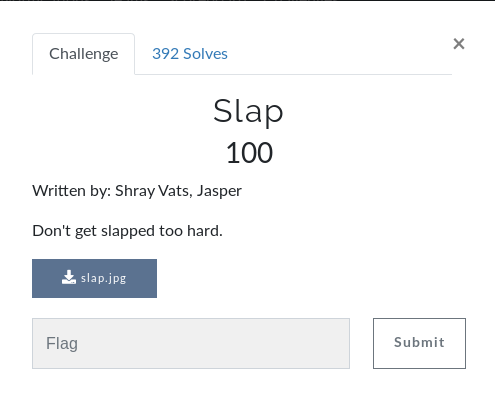 Challenge
392 Solves
×
Slap
100
Written by: Shray Vats, Jasper
Don't get slapped too hard.
slap.jpg
Flag
Submit